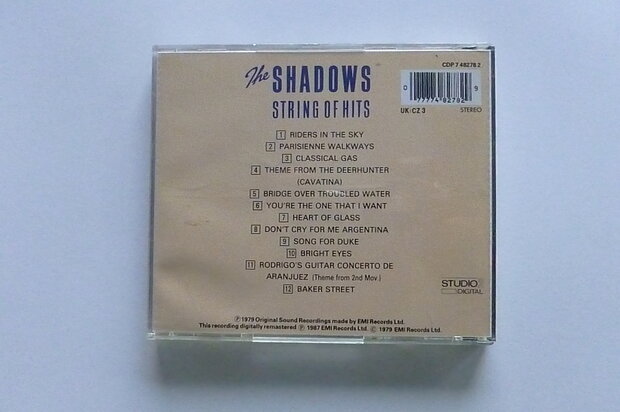 The SHADOWS
STRING OF HITS
CDP 7 48278 2
0 77774 82782 9
UK:CZ 3 STEREO
1 RIDERS IN THE SKY
2 PARISIENNE WALKWAYS
3 CLASSICAL GAS
4 THEME FROM THE DEERHUNTER
(CAVATINA)
5 BRIDGE OVER TROUBLED WATER
6 YOU'RE THE ONE THAT I WANT
7 HEART OF GLASS
8 DON'T CRY FOR ME ARGENTINA
9 SONG FOR DUKE
10 BRIGHT EYES
11 RODRIGO'S GUITAR CONCERTO DE
ARANJUEZ (Theme from 2nd Mov.)
12 BAKER STREET
STUDIO
DIGITAL
℗ 1979 Original Sound Recordings made by EMI Records Ltd.
This recording digitally remastered ℗ 1987 EMI Records Ltd. © 1979 EMI Records Ltd.